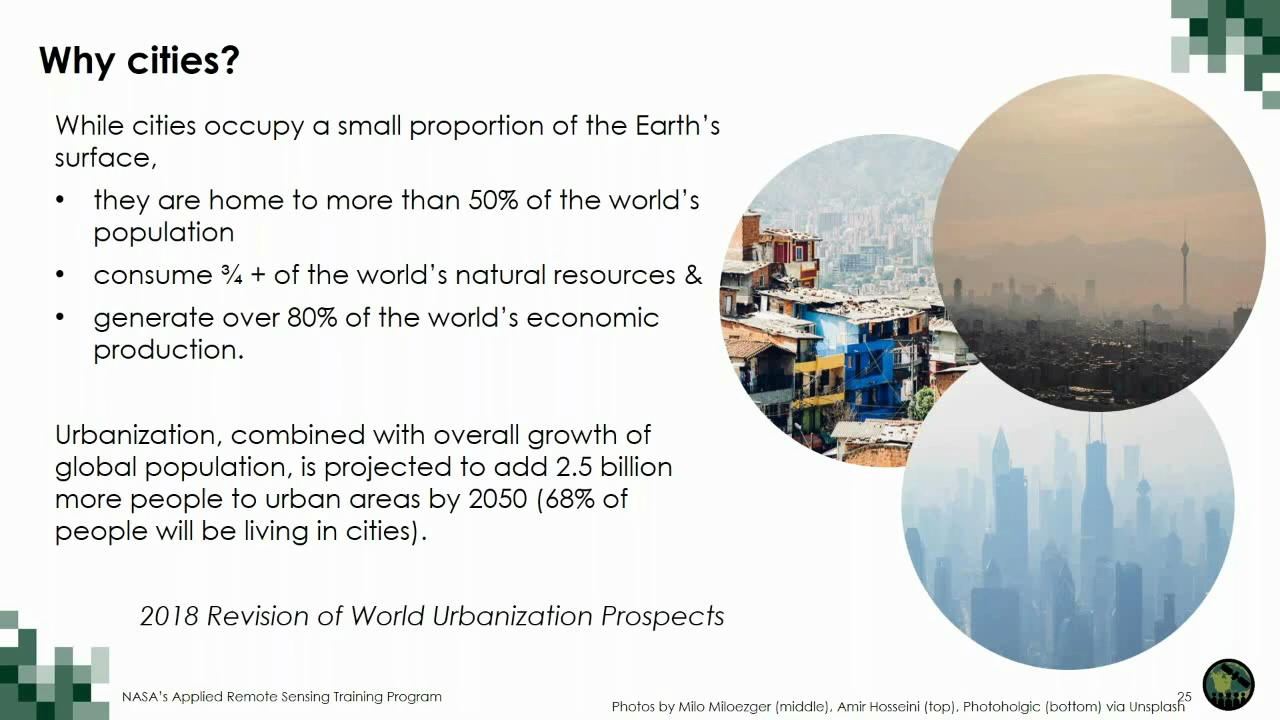 Why cities?
While cities occupy a small proportion of the Earth’s
surface,
• they are home to more than 50% of the world’s
population
• consume ¾ + of the world’s natural resources &
• generate over 80% of the world’s economic
production.
Urbanization, combined with overall growth of
global population, is projected to add 2.5 billion
more people to urban areas by 2050 (68% of
people will be living in cities).
2018 Revision of World Urbanization Prospects
NASA’s Applied Remote Sensing Training Program
25
Photos by Milo Miloezger (middle), Amir Hosseini (top), Photoholgic (bottom) via Unsplash